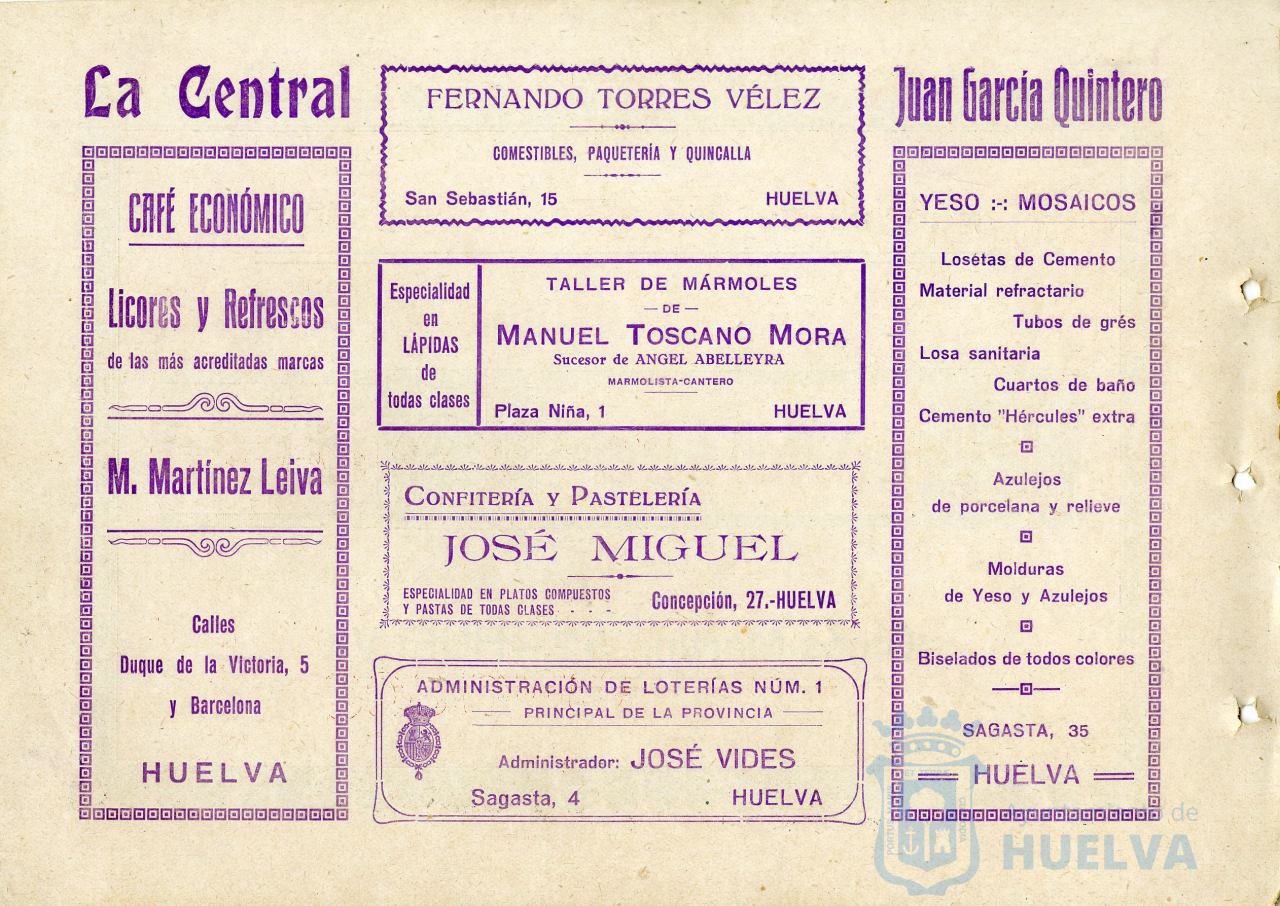 La Central
CAFÉ ECONÓMICO
Licores y Refrescos
de las más acreditadas marcas
M. Martínez Leiva
Calles
Duque de la Victoria, 5
y Barcelona
HUELVA
FERNANDO TORRES VÉLEZ
COMESTIBLES, PAQUETERÍA Y QUINCALLA
San Sebastián, 15 HUELVA
Especialidad
en
LÁPIDAS
de
todas clases
TALLER DE MÁRMOLES
— DE —
MANUEL TOSCANO MORA
Sucesor de ANGEL ABELLEYRA
MARMOLISTA-CANTERO
Plaza Niña, 1 HUELVA
CONFITERÍA Y PASTELERÍA
JOSÉ MIGUEL
ESPECIALIDAD EN PLATOS COMPUESTOS
Y PASTAS DE TODAS CLASES - - -
Concepción, 27.-HUELVA
ADMINISTRACIÓN DE LOTERÍAS NÚM. 1
PRINCIPAL DE LA PROVINCIA
Administrador: JOSÉ VIDES
Sagasta, 4 HUELVA
Juan García Quintero
YESO :-: MOSAICOS
Losetas de Cemento
Material refractario
Tubos de grés
Losa sanitaria
Cuartos de baño
Cemento "Hércules" extra
Azulejos
de porcelana y relieve
Molduras
de Yeso y Azulejos
Biselados de todos colores
SAGASTA, 35
HUELVA
Ayuntamiento de
HUELVA